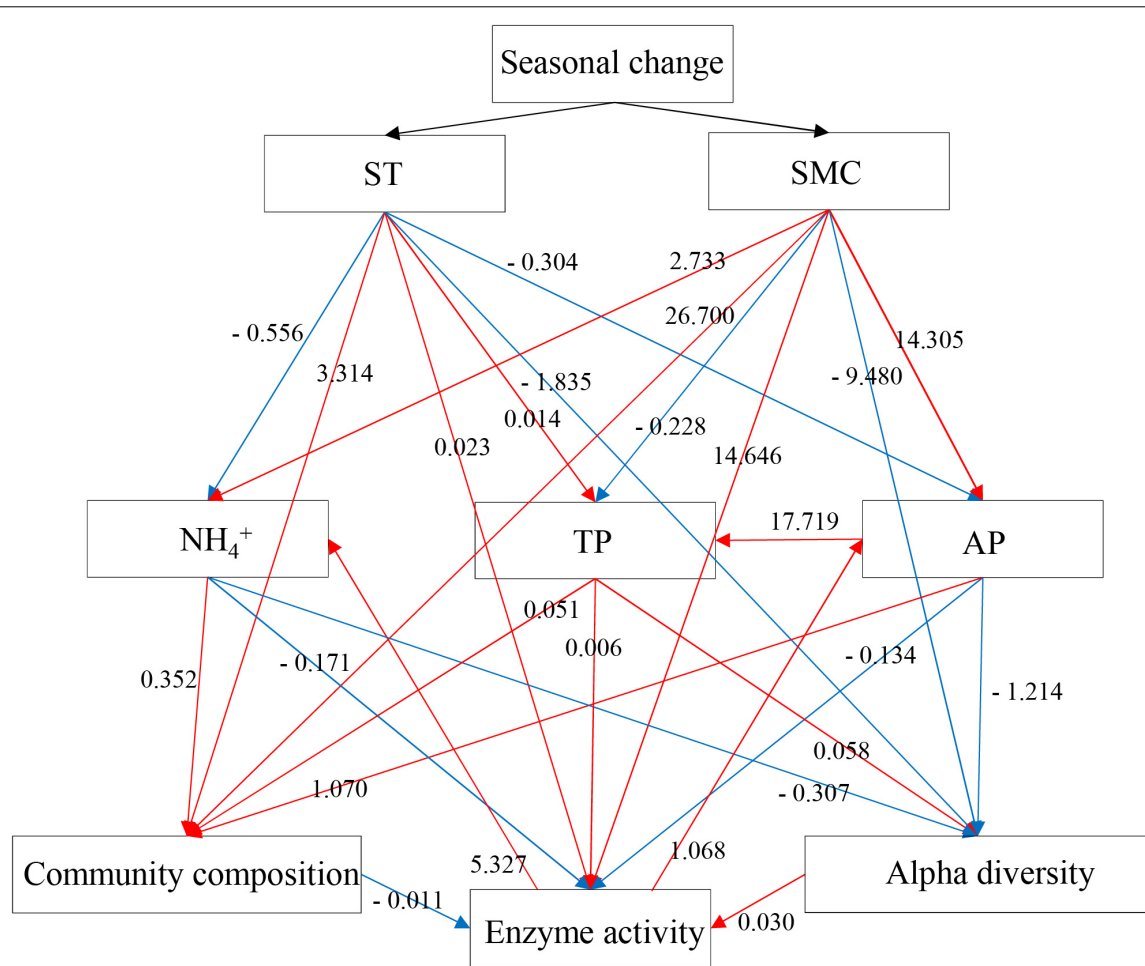 Seasonal change
ST
SMC
- 0.304
2.733
- 0.556
26.700
14.305
3.314
- 1.835
- 9.480
0.014
- 0.228
0.023
14.646
NH₄⁺
TP
17.719
AP
0.051
0.006
- 0.171
- 0.134
0.352
- 1.214
0.058
1.070
- 0.307
5.327
1.068
Community composition
Alpha diversity
- 0.011
Enzyme activity
0.030